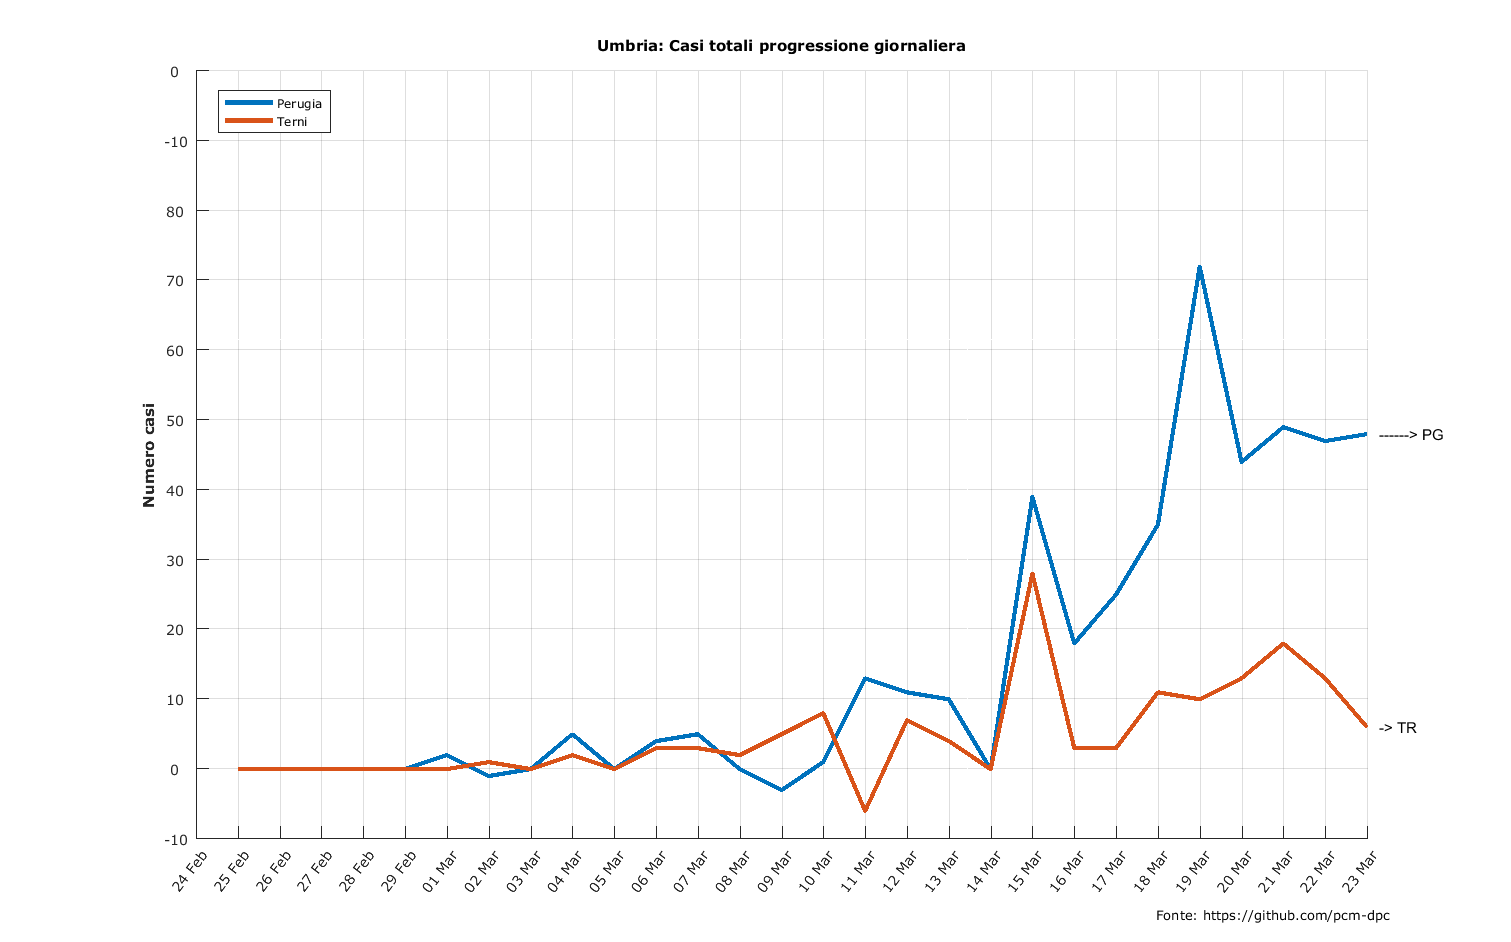 Umbria: Casi totali progressione giornaliera
0
-10
80
70
60
50
40
30
20
10
0
-10
Numero casi
Perugia
Terni
------> PG
-> TR
24 Feb
25 Feb
26 Feb
27 Feb
28 Feb
29 Feb
01 Mar
02 Mar
03 Mar
04 Mar
05 Mar
06 Mar
07 Mar
08 Mar
09 Mar
10 Mar
11 Mar
12 Mar
13 Mar
14 Mar
15 Mar
16 Mar
17 Mar
18 Mar
19 Mar
20 Mar
21 Mar
22 Mar
23 Mar
Fonte: https://github.com/pcm-dpc